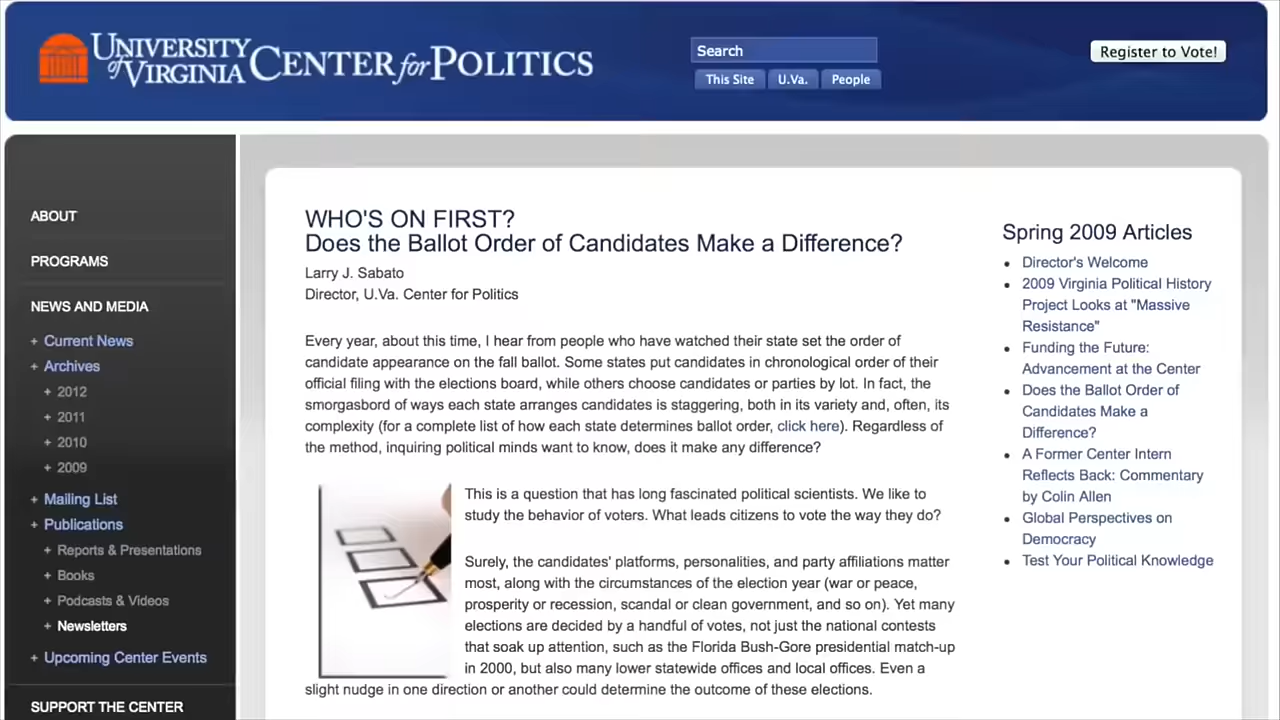 UNIVERSITY
of VIRGINIA CENTER for POLITICS
Search
This Site U.Va. People
Register to Vote!
ABOUT
PROGRAMS
NEWS AND MEDIA
+ Current News
+ Archives
+ 2012
+ 2011
+ 2010
+ 2009
+ Mailing List
+ Publications
+ Reports & Presentations
+ Books
+ Podcasts & Videos
+ Newsletters
+ Upcoming Center Events
SUPPORT THE CENTER
WHO'S ON FIRST?
Does the Ballot Order of Candidates Make a Difference?
Larry J. Sabato
Director, U.Va. Center for Politics
Every year, about this time, I hear from people who have watched their state set the order of
candidate appearance on the fall ballot. Some states put candidates in chronological order of their
official filing with the elections board, while others choose candidates or parties by lot. In fact, the
smorgasbord of ways each state arranges candidates is staggering, both in its variety and, often, its
complexity (for a complete list of how each state determines ballot order, click here). Regardless of
the method, inquiring political minds want to know, does it make any difference?
This is a question that has long fascinated political scientists. We like to
study the behavior of voters. What leads citizens to vote the way they do?
Surely, the candidates' platforms, personalities, and party affiliations matter
most, along with the circumstances of the election year (war or peace,
prosperity or recession, scandal or clean government, and so on). Yet many
elections are decided by a handful of votes, not just the national contests
that soak up attention, such as the Florida Bush-Gore presidential match-up
in 2000, but also many lower statewide offices and local offices. Even a
slight nudge in one direction or another could determine the outcome of these elections.
Spring 2009 Articles
• Director's Welcome
• 2009 Virginia Political History
Project Looks at "Massive
Resistance"
• Funding the Future:
Advancement at the Center
• Does the Ballot Order of
Candidates Make a
Difference?
• A Former Center Intern
Reflects Back: Commentary
by Colin Allen
• Global Perspectives on
Democracy
• Test Your Political Knowledge